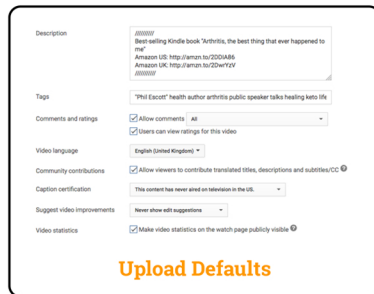 Description
//////////
Best-selling Kindle book "Arthritis, the best thing that ever happened to
me"
Amazon US: http://amzn.to/2DDIA86
Amazon UK: http://amzn.to/2DwrYzV
///////////
Tags
"Phil Escott" health author arthritis public speaker talks healing keto lifs
Comments and ratings
Allow comments
All
Users can view ratings for this video
Video language
English (United Kingdom)
Community contributions
Allow viewers to contribute translated titles, descriptions and subtitles/CC
Caption certification
This content has never aired on television in the US.
Suggest video improvements
Never show edit suggestions
Video statistics
Make video statistics on the watch page publicly visible
Upload Defaults